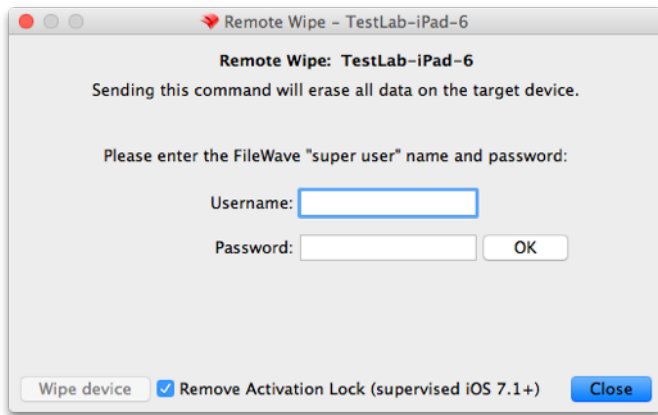 Remote Wipe - TestLab-iPad-6
Remote Wipe: TestLab-iPad-6
Sending this command will erase all data on the target device.
Please enter the FileWave "super user" name and password:
Username:
Password: OK
Wipe device Remove Activation Lock (supervised iOS 7.1+) Close